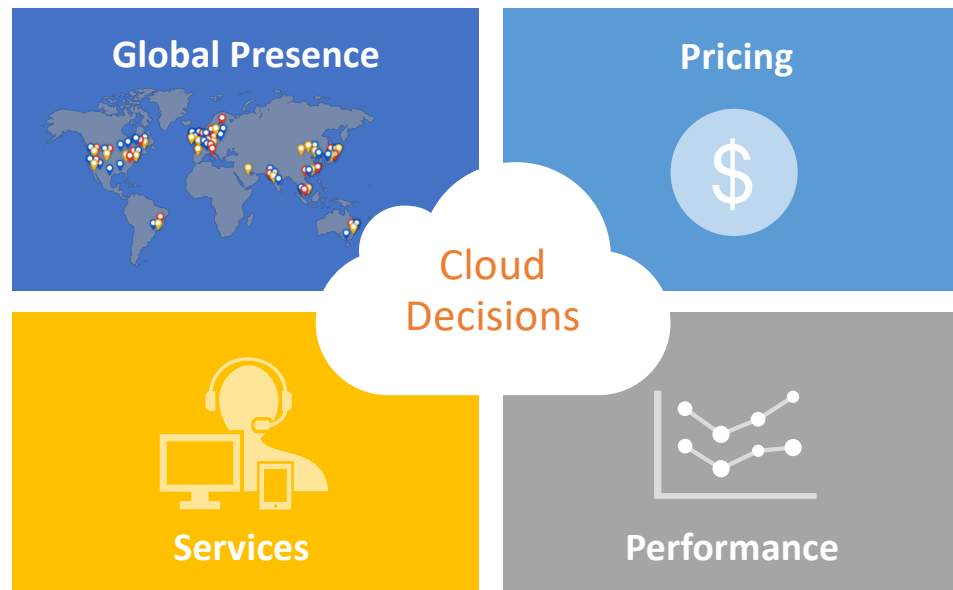 Global Presence
Pricing
$
Cloud
Decisions
Services
Performance